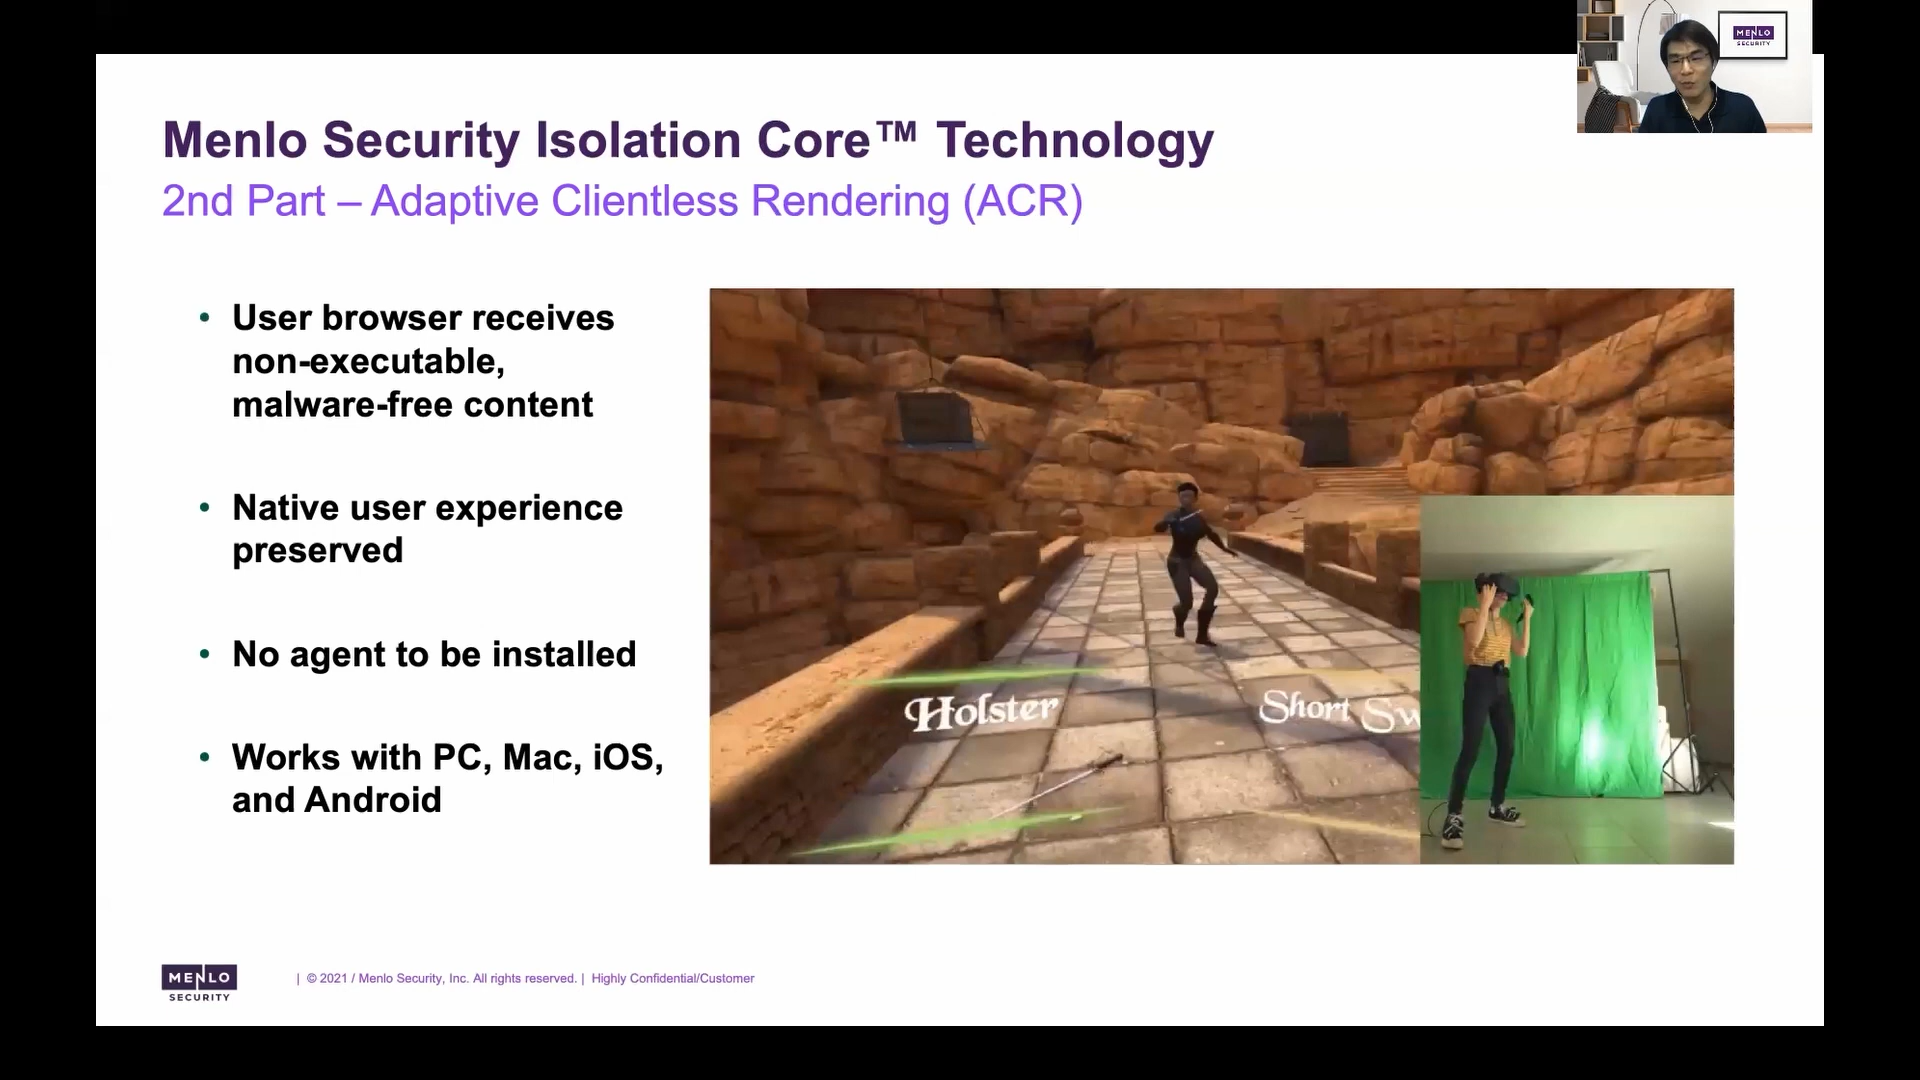 MENLO
SECURITY
Menlo Security Isolation Core™ Technology
2nd Part – Adaptive Clientless Rendering (ACR)
• User browser receives
non-executable,
malware-free content
• Native user experience
preserved
• No agent to be installed
• Works with PC, Mac, iOS,
and Android
Holster
Short Sw
MENLO
SECURITY
| © 2021 / Menlo Security, Inc. All rights reserved. | Highly Confidential/Customer